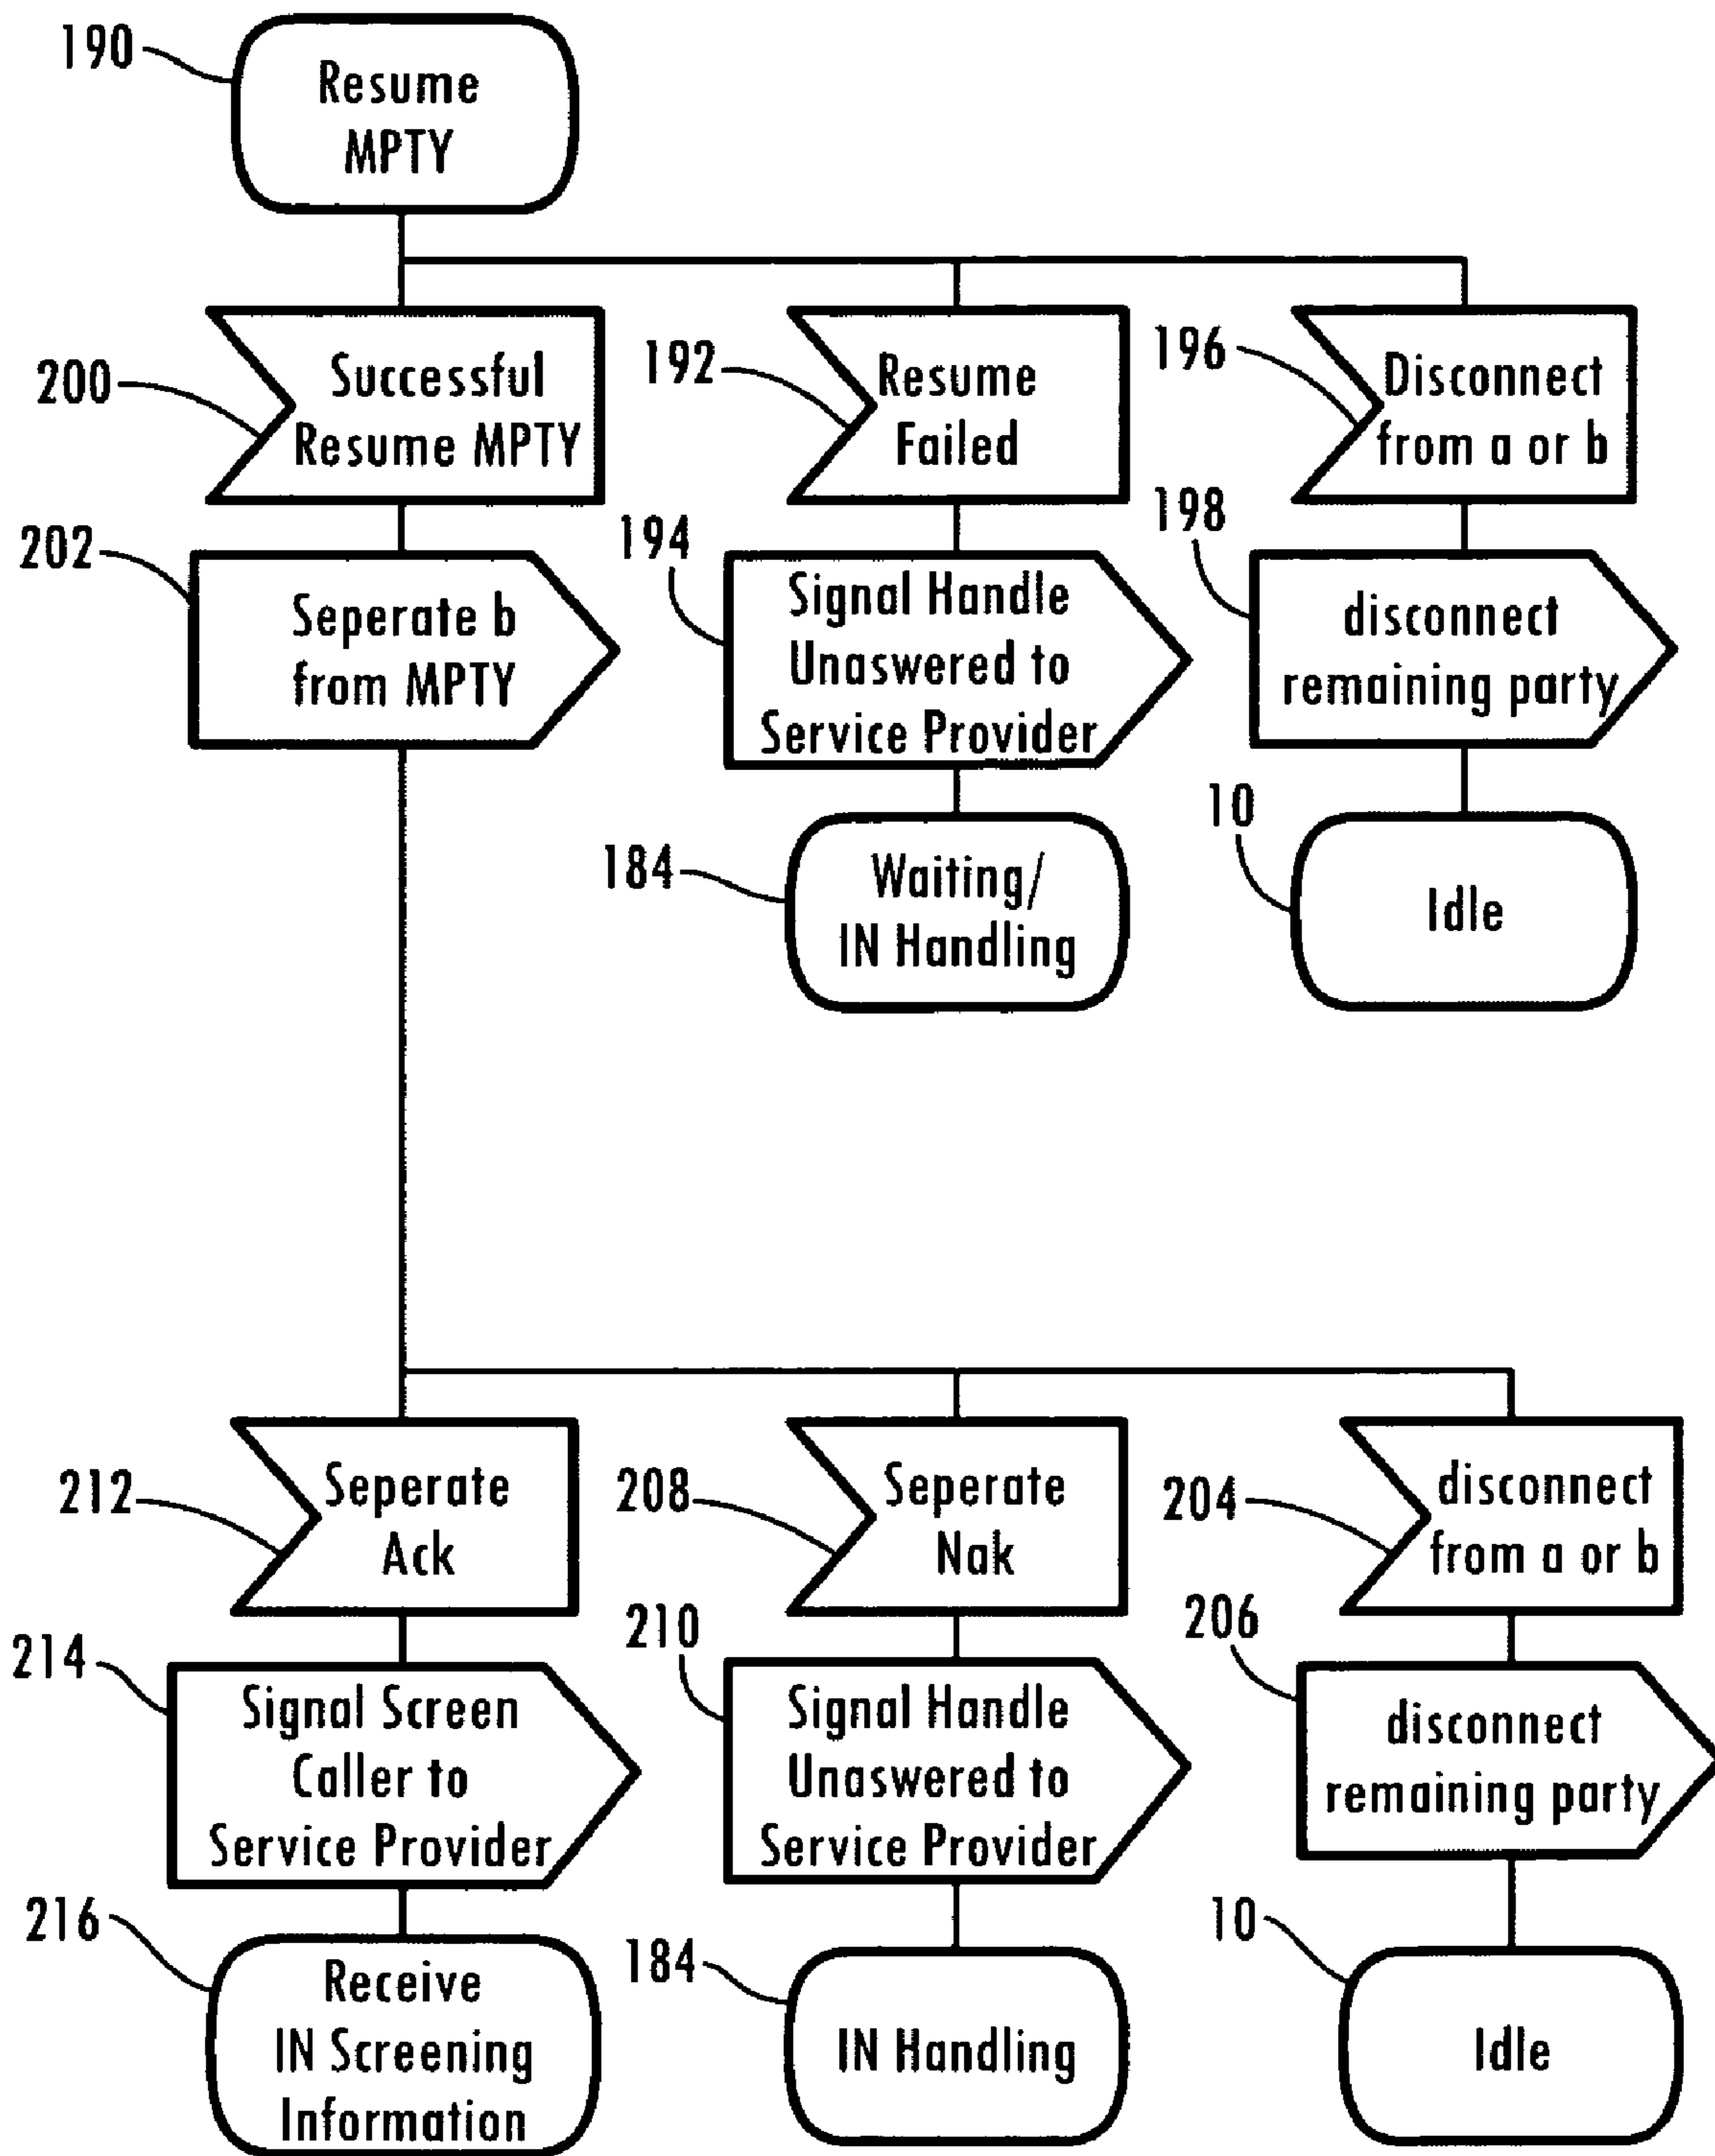 190
Resume
MPTY
200
Successful
Resume MPTY
192
Resume
Failed
196
Disconnect
from a or b
202
Seperate b
from MPTY
194
Signal Handle
Unaswered to
Service Provider
198
disconnect
remaining party
184
Waiting/
IN Handling
10
Idle
212
Seperate
Ack
208
Seperate
Nak
204
disconnect
from a or b
214
Signal Screen
Caller to
Service Provider
210
Signal Handle
Unaswered to
Service Provider
206
disconnect
remaining party
216
Receive
IN Screening
Information
184
IN Handling
10
Idle